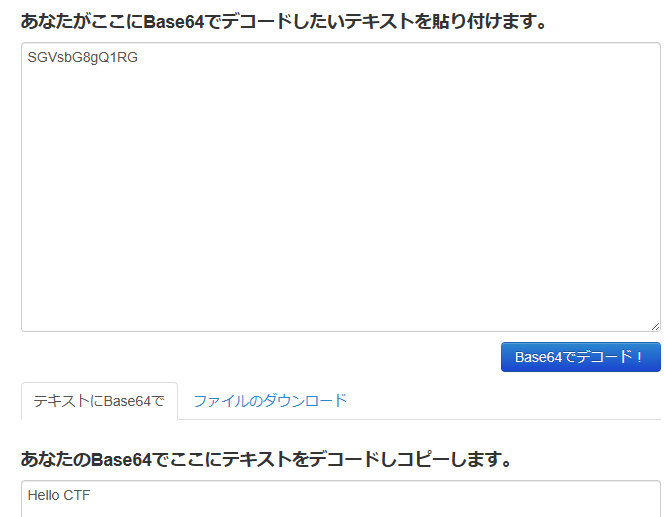 あなたがここにBase64でデコードしたいテキストを貼り付けます。
SGVsbG8gQ1RG
Base64でデコード！
テキストにBase64で
ファイルのダウンロード
あなたのBase64でここにテキストをデコードしコピーします。
Hello CTF